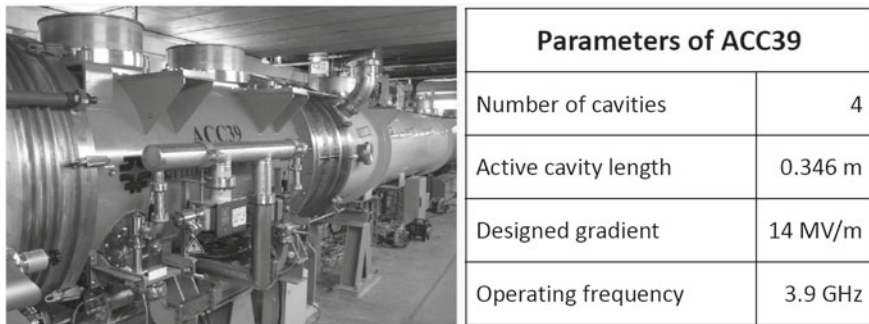 ACC39
Parameters of ACC39
Number of cavities 4
Active cavity length 0.346 m
Designed gradient 14 MV/m
Operating frequency 3.9 GHz